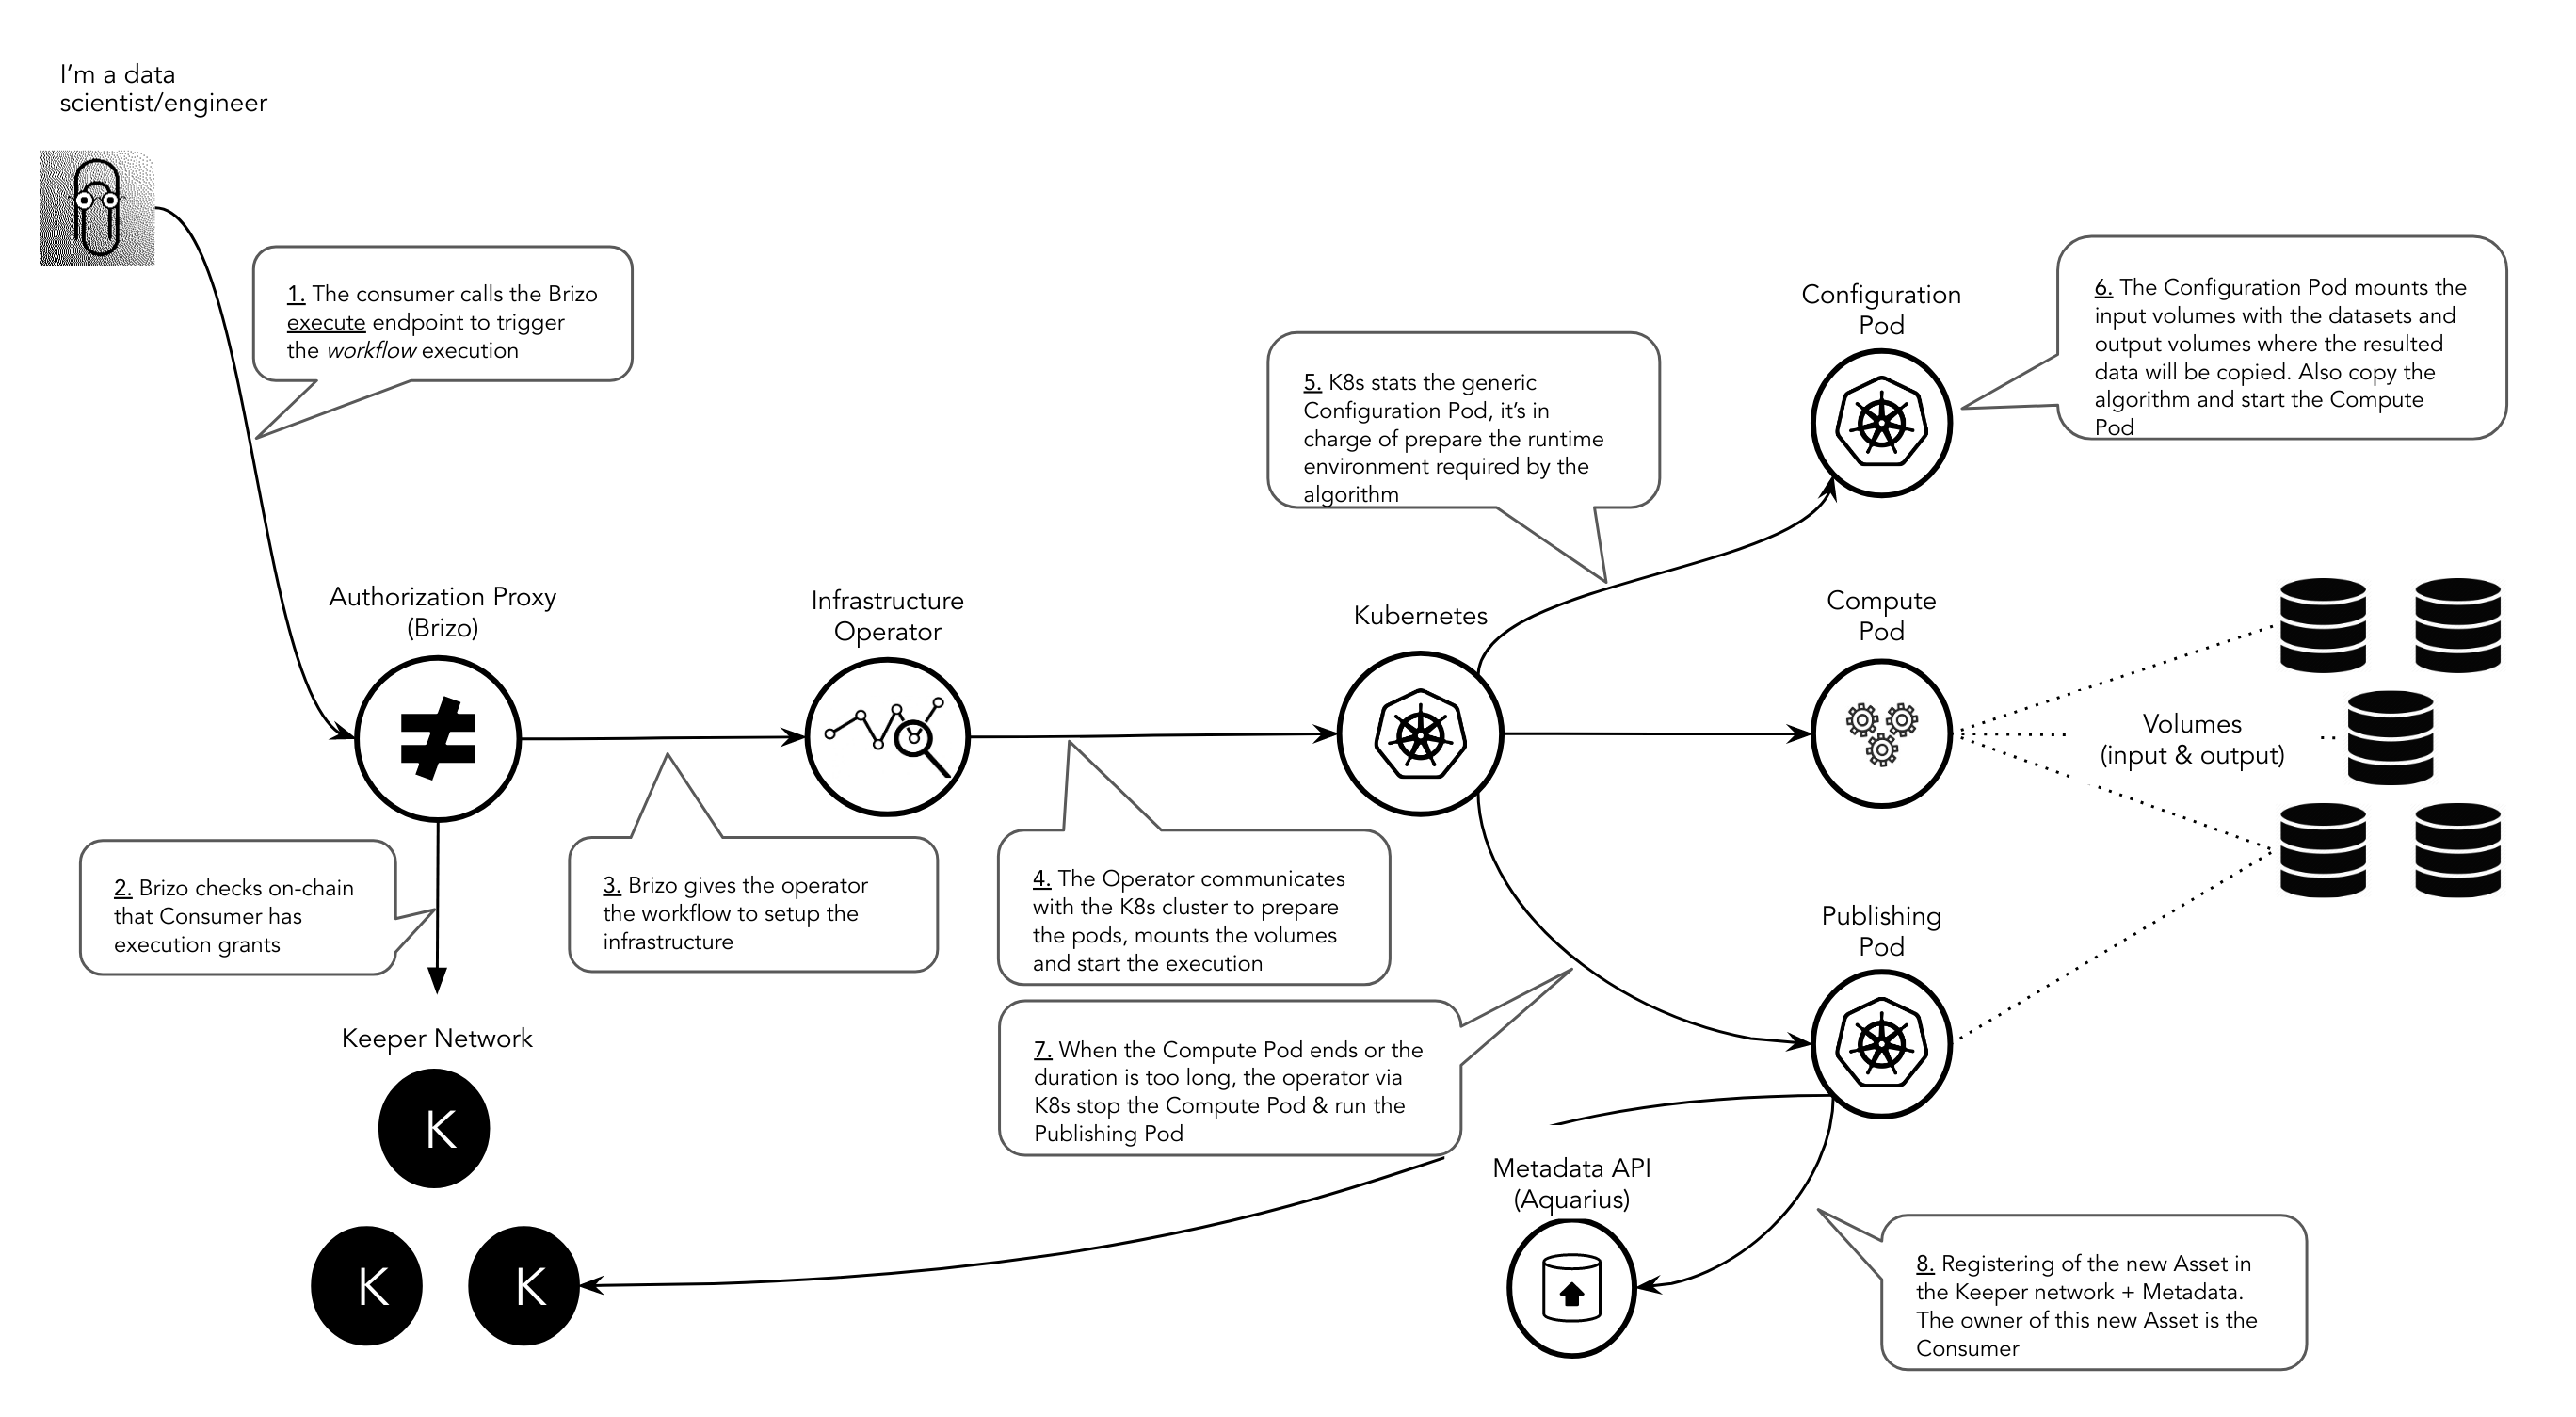 I'm a data
scientist/engineer
1. The consumer calls the Brizo
execute endpoint to trigger
the workflow execution
Configuration
Pod
6. The Configuration Pod mounts the
input volumes with the datasets and
output volumes where the resulted
data will be copied. Also copy the
algorithm and start the Compute
Pod
5. K8s stats the generic
Configuration Pod, it's in
charge of prepare the runtime
environment required by the
algorithm
Authorization Proxy
(Brizo)
Infrastructure
Operator
Kubernetes
Compute
Pod
Volumes
(input & output)
2. Brizo checks on-chain
that Consumer has
execution grants
3. Brizo gives the operator
the workflow to setup the
infrastructure
4. The Operator communicates
with the K8s cluster to prepare
the pods, mounts the volumes
and start the execution
Publishing
Pod
Keeper Network
K
K
K
7. When the Compute Pod ends or the
duration is too long, the operator via
K8s stop the Compute Pod & run the
Publishing Pod
Metadata API
(Aquarius)
8. Registering of the new Asset in
the Keeper network + Metadata.
The owner of this new Asset is the
Consumer